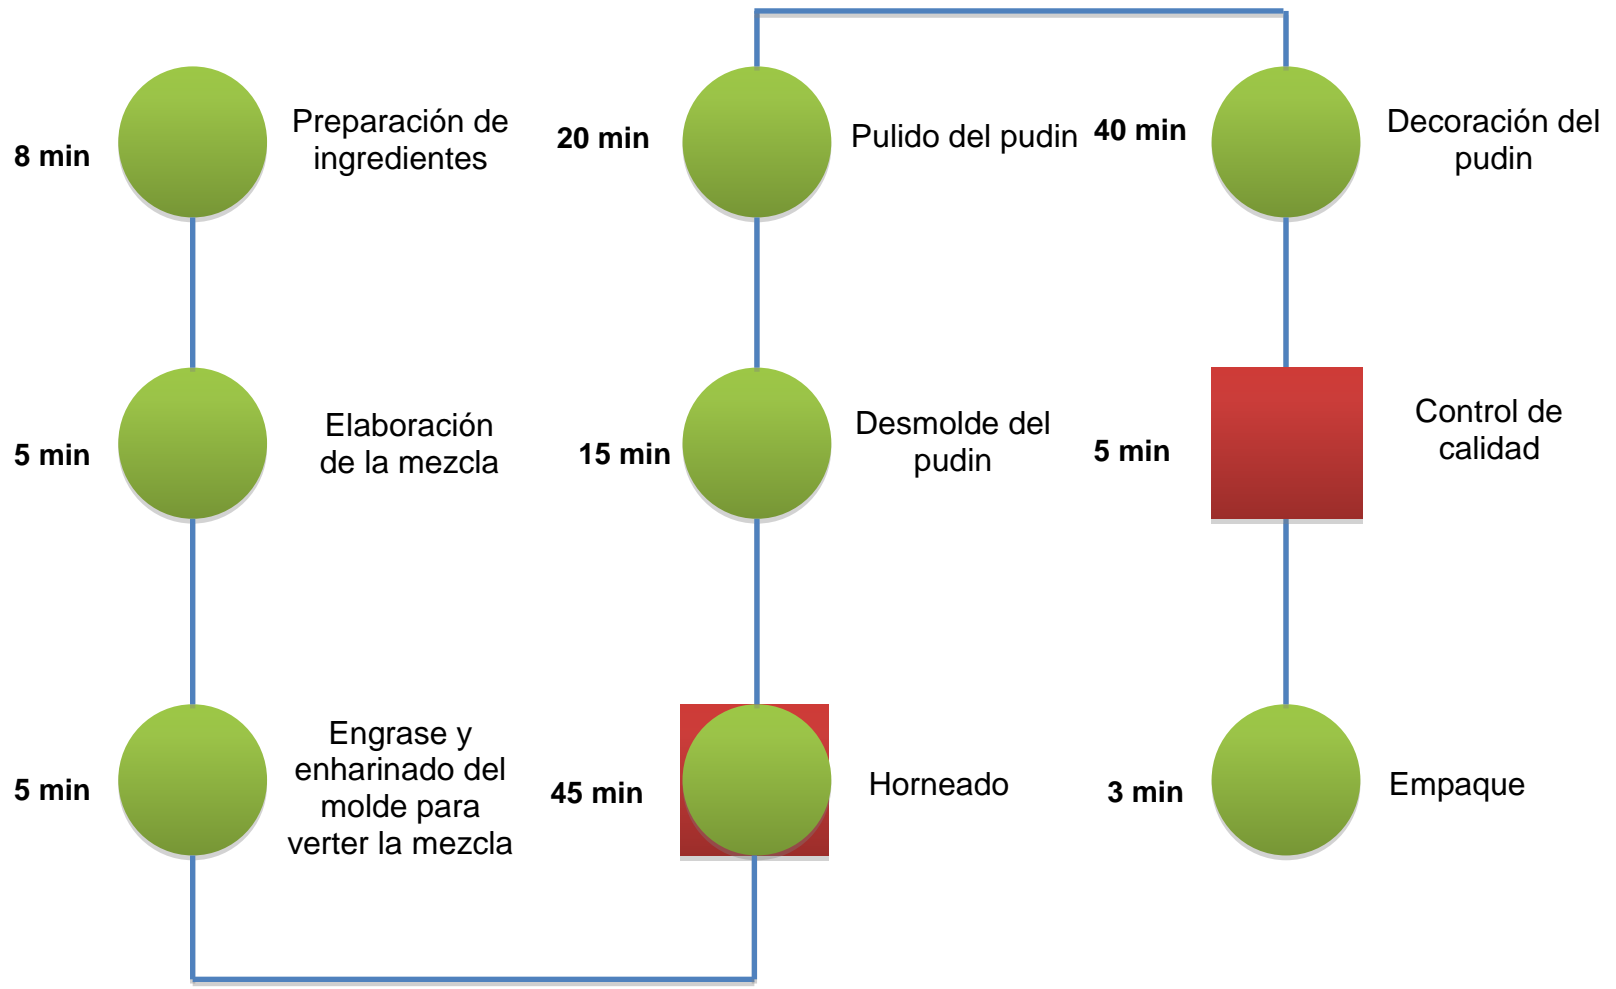 8 min
Preparación de
ingredientes
5 min
Elaboración
de la mezcla
5 min
Engrase y
enharinado del
molde para
verter la mezcla
45 min
Horneado
15 min
Desmolde del
pudin
20 min
Pulido del pudin
40 min
Decoración del
pudin
5 min
Control de
calidad
3 min
Empaque